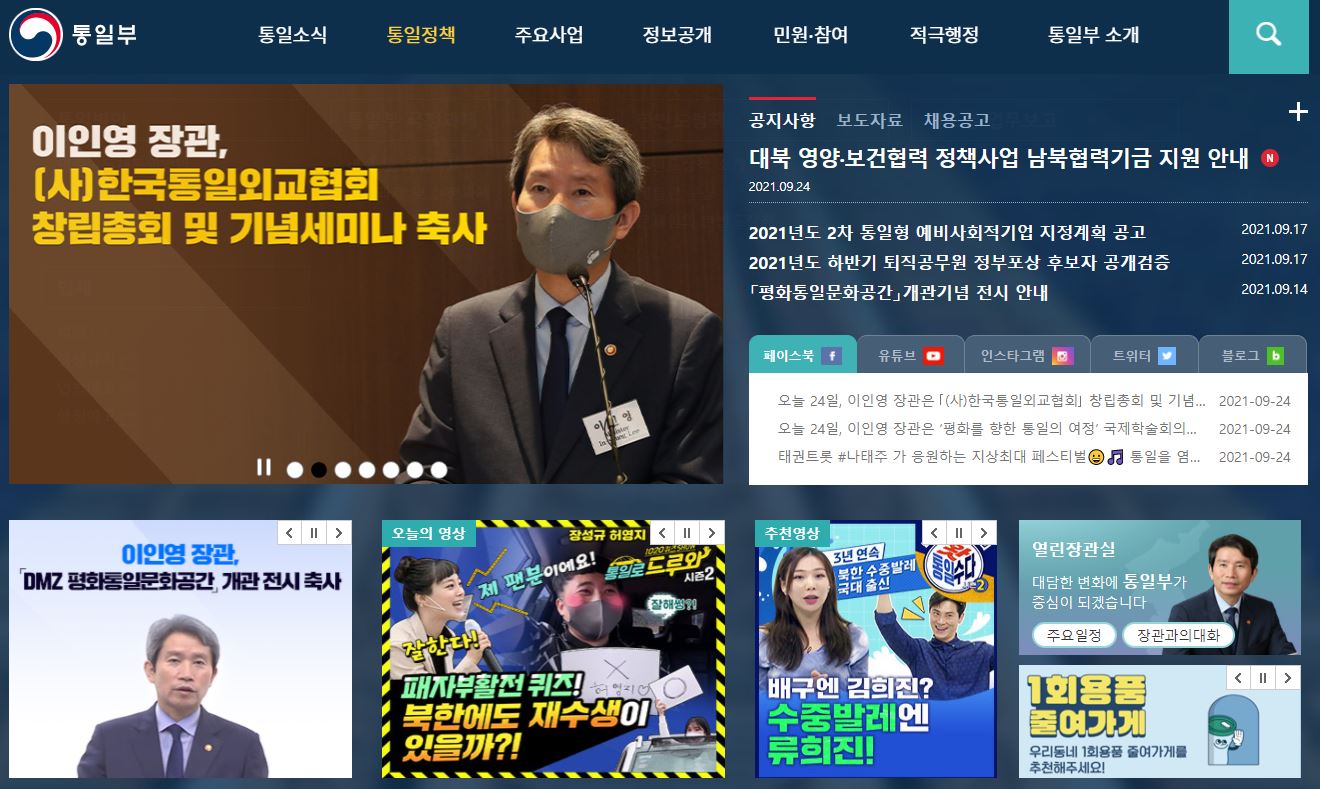 통일부
통일소식
통일정책
주요사업
정보공개
민원·참여
적극행정
통일부 소개
이인영 장관,
(사)한국통일외교협회
창립총회 및 기념세미나 축사
공지사항
보도자료
채용공고
대북 영양·보건협력 정책사업 남북협력기금 지원 안내 N
2021.09.24
2021년도 2차 통일형 예비사회적기업 지정계획 공고 2021.09.17
2021년도 하반기 퇴직공무원 정부포상 후보자 공개검증 2021.09.17
「평화통일문화공간」개관기념 전시 안내 2021.09.14
페이스북
유튜브
인스타그램
트위터
블로그
오늘 24일, 이인영 장관은 「(사)한국통일외교협회」 창립총회 및 기념... 2021-09-24
오늘 24일, 이인영 장관은 '평화를 향한 통일의 여정' 국제학술회의... 2021-09-24
태권트롯 #나태주 가 응원하는 지상최대 페스티벌😀🎵 통일을 염... 2021-09-24
이인영 장관,
「DMZ 평화통일문화공간」 개관 전시 축사
오늘의 영상
장성규 허영지
제 팬분이에요!
1020 퀴즈SHOW
통일로 드루와
시즌2
잘해썽?!
잘한다!
허영지♡
패자부활전 퀴즈!
북한에도 재수생이
있을까?!
추천영상
3년 연속
북한 수중발레
국대 출신
통일수다
배구엔 김희진?
수중발레엔
류희진!
열린장관실
대담한 변화에 통일부가
중심이 되겠습니다
주요일정
장관과의대화
1회용품
줄여가게
우리동네 1회용품 줄여가게를
추천해주세요!